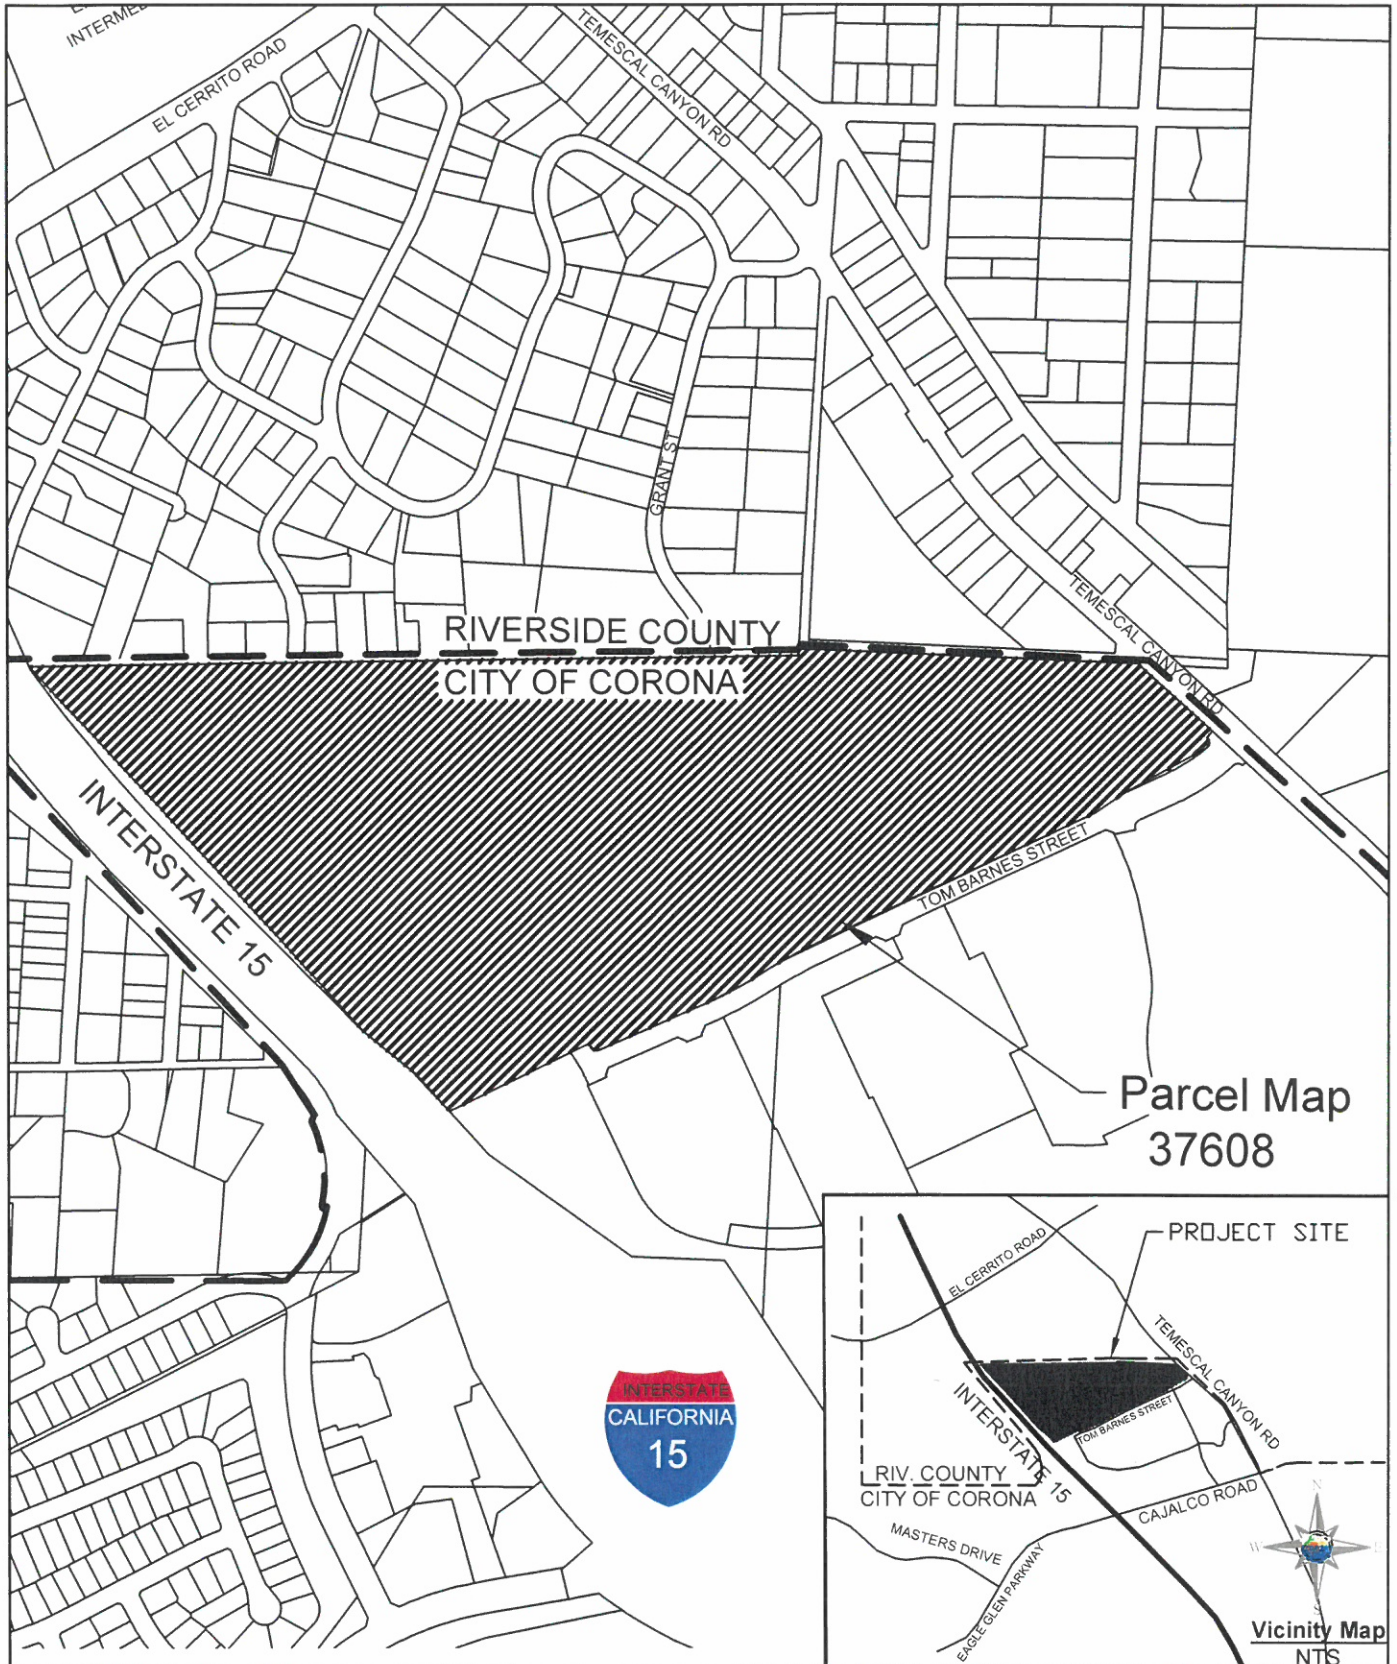 INTERMED
EL CERRITO ROAD
TEMESCAL CANYON RD
GRANT ST
TEMESCAL CANYON RD
RIVERSIDE COUNTY
CITY OF CORONA
INTERSTATE 15
TOM BARNES STREET
Parcel Map
37608
INTERSTATE
CALIFORNIA
15
PROJECT SITE
EL CERRITO ROAD
TEMESCAL CANYON RD
TOM BARNES STREET
INTERSTATE 15
RIV. COUNTY
CITY OF CORONA
CAJALCO ROAD
MASTERS DRIVE
EAGLE GLEN PARKWAY
N
W E
S
Vicinity Map
NTS